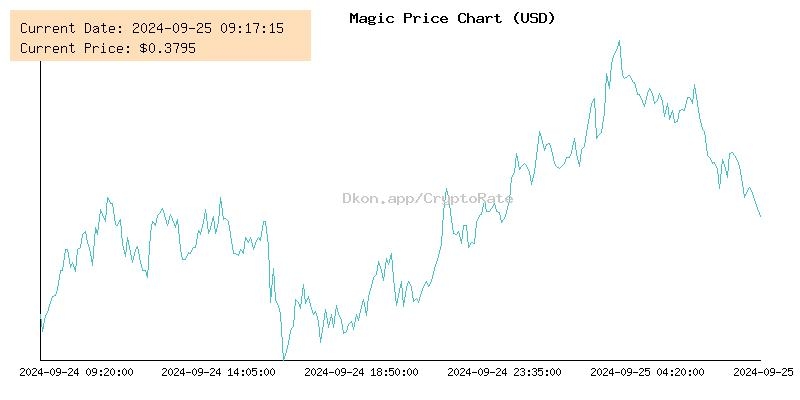 Magic Price Chart (USD)
Current Date: 2024-09-25 09:17:15
Current Price: $0.3795
Dkon.app/CryptoRate
2024-09-24 09:20:00
2024-09-24 14:05:00
2024-09-24 18:50:00
2024-09-24 23:35:00
2024-09-25 04:20:00
2024-09-25